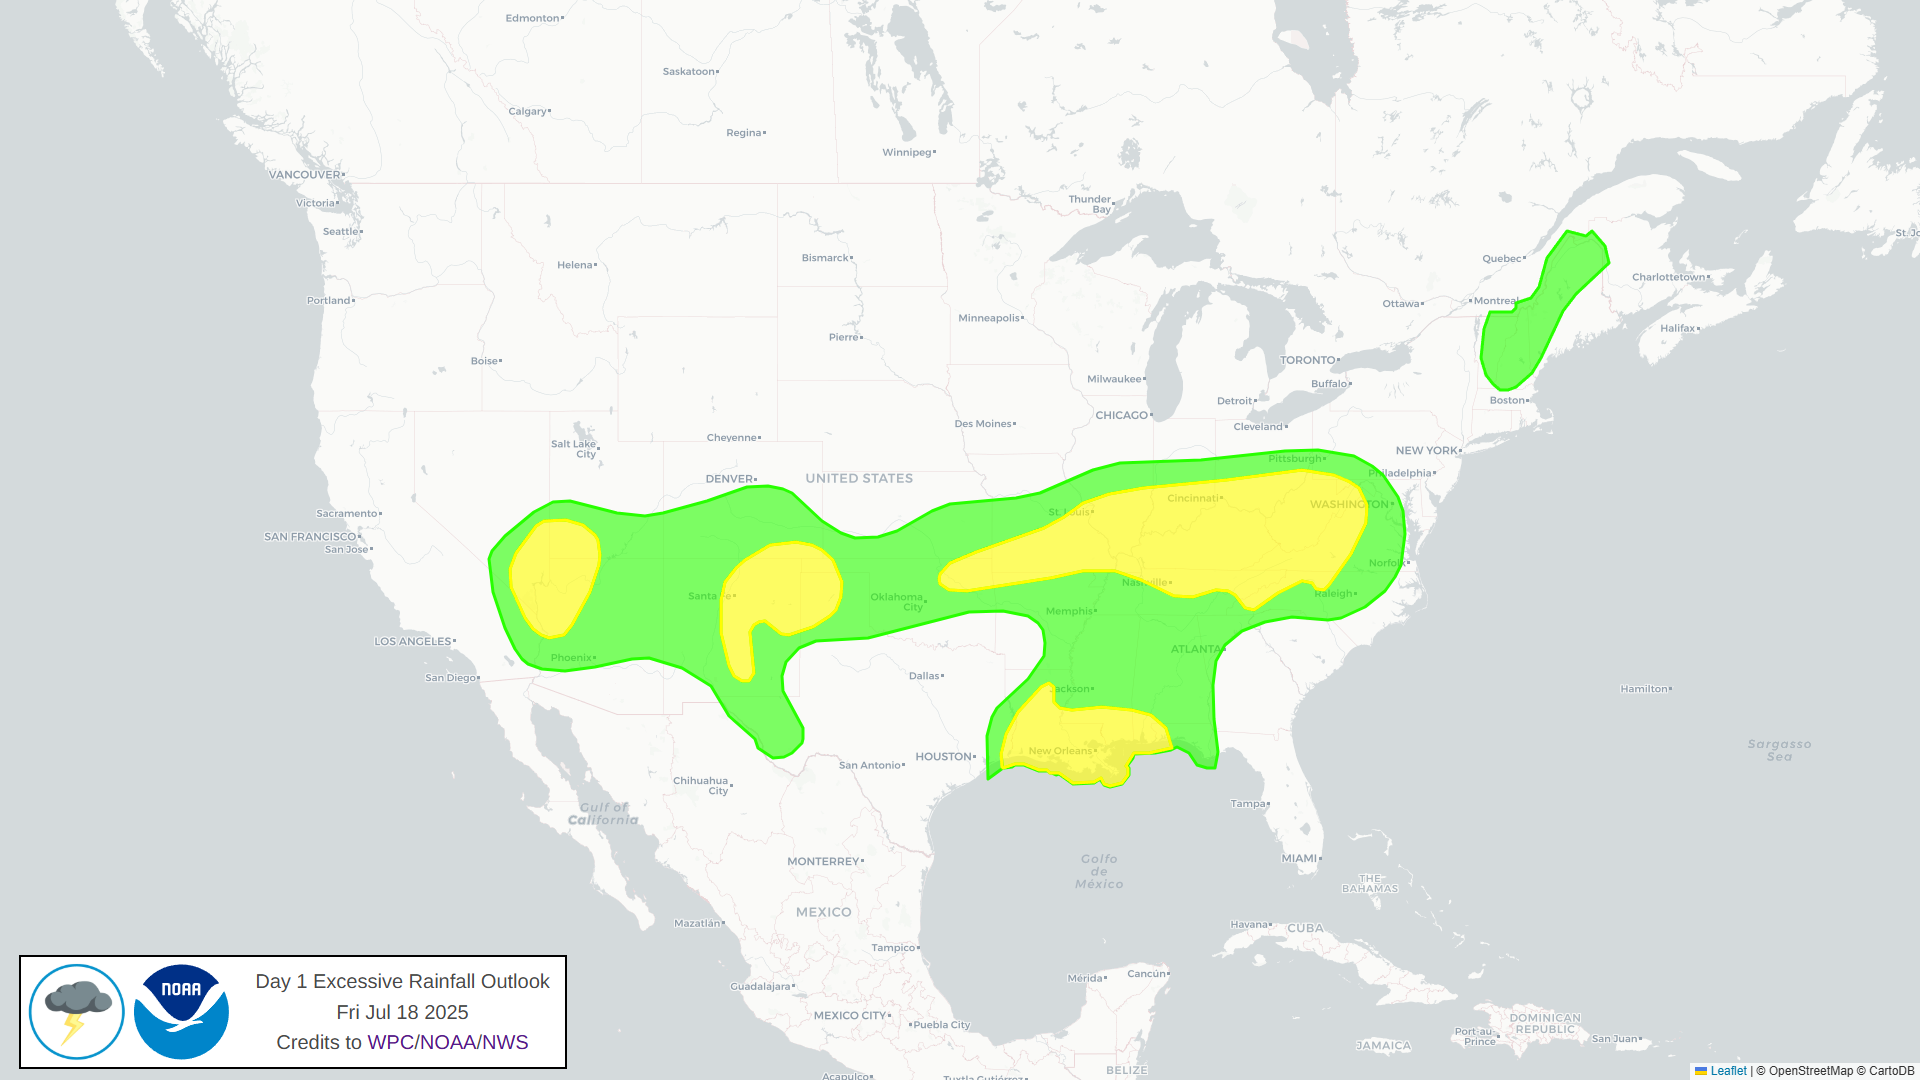 Edmonton
Saskatoon
Calgary
Regina
Winnipeg
VANCOUVER
Victoria
Seattle
Thunder
Bay
St. Jo
Quebec
Bismarck
Helena
Charlottetown
Portland
Ottawa
Montreal
Minneapolis
Halifax
Pierre
Boise
TORONTO
Milwaukee
Buffalo
Detroit
Boston
CHICAGO
Des Moines
Cleveland
Cheyenne
Salt Lake
City
NEW YORK
Pittsburgh
Philadelphia
DENVER
UNITED STATES
Cincinnati
WASHINGTON
St. Louis
Sacramento
SAN FRANCISCO
San Jose
Norfolk
Nashville
Santa Fe
Oklahoma
City
Raleigh
Memphis
LOS ANGELES
ATLANTA
Phoenix
San Diego
Dallas
Jackson
Hamilton
New Orleans
HOUSTON
San Antonio
Sargasso
Sea
Chihuahua
City
Gulf of
California
Tampa
MONTERREY
Golfo
de
México
MIAMI
THE
BAHAMAS
MEXICO
Mazatlán
Havana
CUBA
Tampico
Mérida
Cancún
Guadalajara
MEXICO CITY
Puebla City
DOMINICAN
REPUBLIC
Port-au-
Prince
San Juan
JAMAICA
BELIZE
Acapulco
Tuxtla Gutiérrez
NOAA
Day 1 Excessive Rainfall Outlook
Fri Jul 18 2025
Credits to WPC/NOAA/NWS
Leaflet | © OpenStreetMap © CartoDB